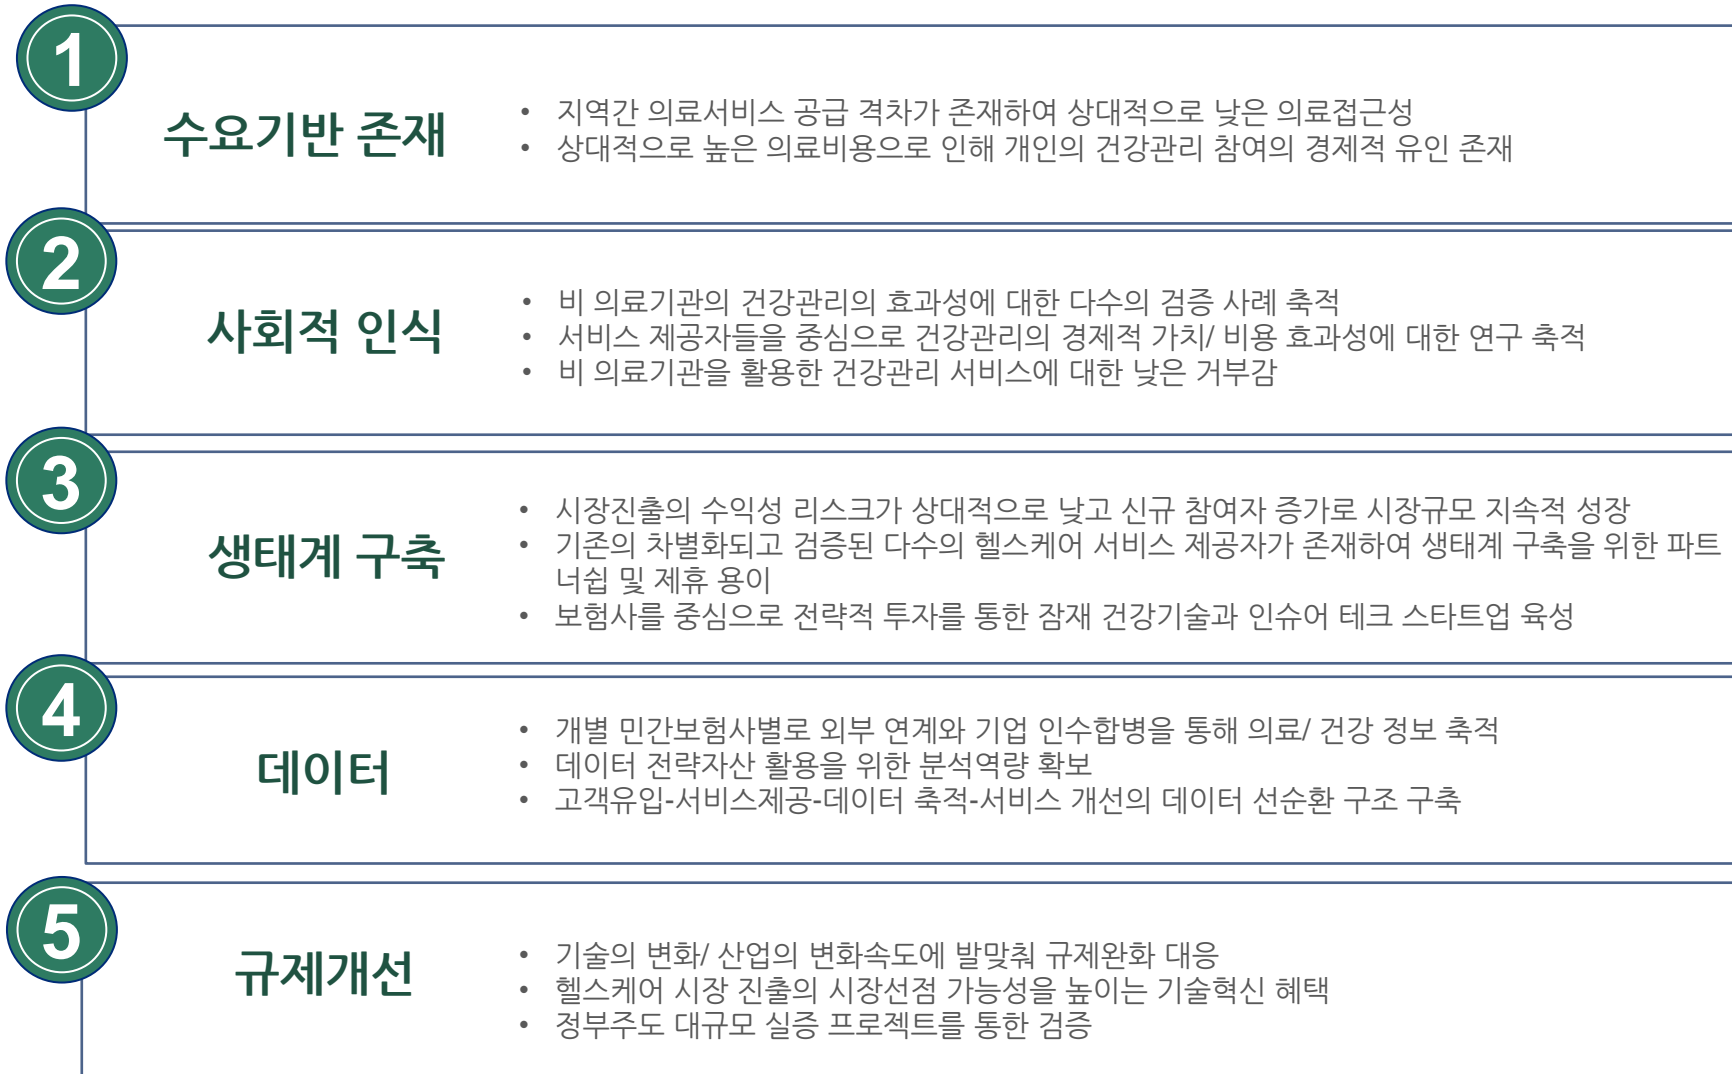 1
수요기반 존재
• 지역간 의료서비스 공급 격차가 존재하여 상대적으로 낮은 의료접근성
• 상대적으로 높은 의료비용으로 인해 개인의 건강관리 참여의 경제적 유인 존재
2
사회적 인식
• 비 의료기관의 건강관리의 효과성에 대한 다수의 검증 사례 축적
• 서비스 제공자들을 중심으로 건강관리의 경제적 가치/ 비용 효과성에 대한 연구 축적
• 비 의료기관을 활용한 건강관리 서비스에 대한 낮은 거부감
3
생태계 구축
• 시장진출의 수익성 리스크가 상대적으로 낮고 신규 참여자 증가로 시장규모 지속적 성장
• 기존의 차별화되고 검증된 다수의 헬스케어 서비스 제공자가 존재하여 생태계 구축을 위한 파트
너쉽 및 제휴 용이
• 보험사를 중심으로 전략적 투자를 통한 잠재 건강기술과 인슈어 테크 스타트업 육성
4
데이터
• 개별 민간보험사별로 외부 연계와 기업 인수합병을 통해 의료/ 건강 정보 축적
• 데이터 전략자산 활용을 위한 분석역량 확보
• 고객유입-서비스제공-데이터 축적-서비스 개선의 데이터 선순환 구조 구축
5
규제개선
• 기술의 변화/ 산업의 변화속도에 발맞춰 규제완화 대응
• 헬스케어 시장 진출의 시장선점 가능성을 높이는 기술혁신 혜택
• 정부주도 대규모 실증 프로젝트를 통한 검증